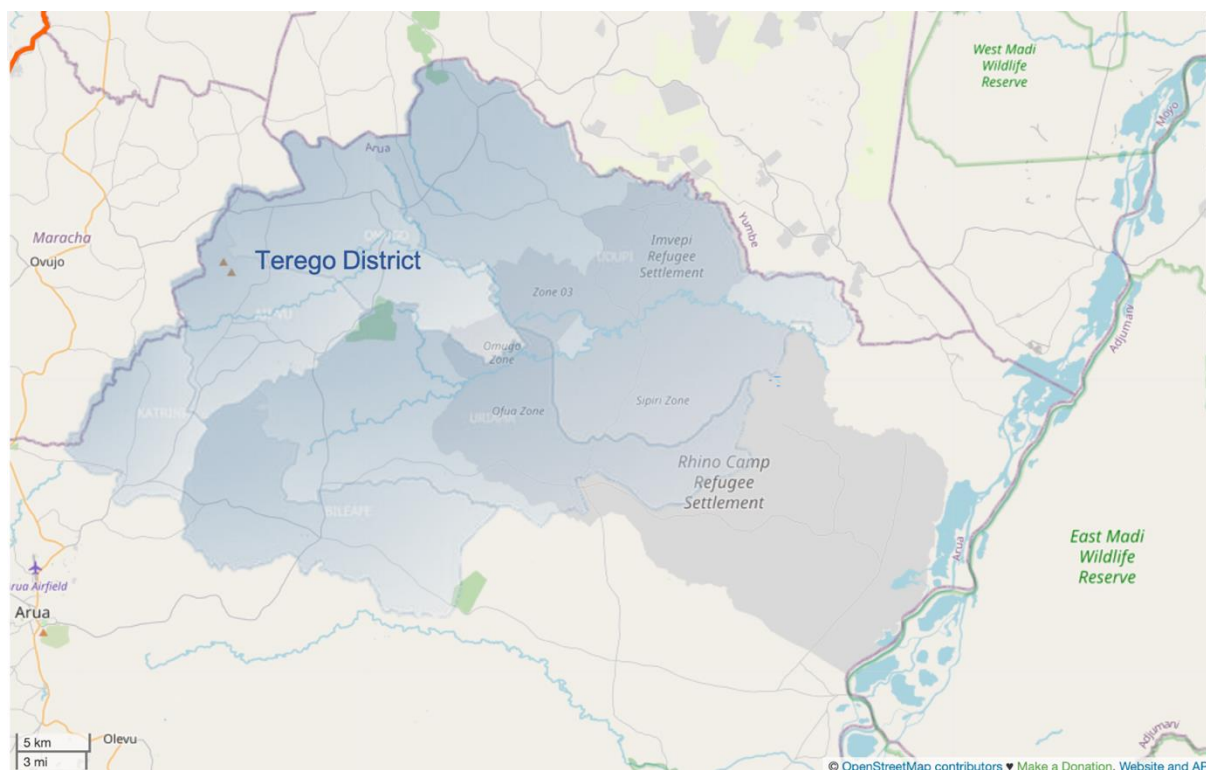 West Madi
Wildlife
Reserve
Moyo
Arua
Yumbe
Maracha
Ovujo
Terego District
OMUGO
UDUPI
Imvepi
Refugee
Settlement
Zone 03
Adjumani
Omugo
Zone
KATRINI
Ofua Zone
Sipiri Zone
Rhino Camp
Refugee
Settlement
BILEAFE
East Madi
Wildlife
Reserve
Arua
rua Airfield
Arua
Adjumani
5 km
3 mi
Olevu
© OpenStreetMap contributors ♥ Make a Donation. Website and AP